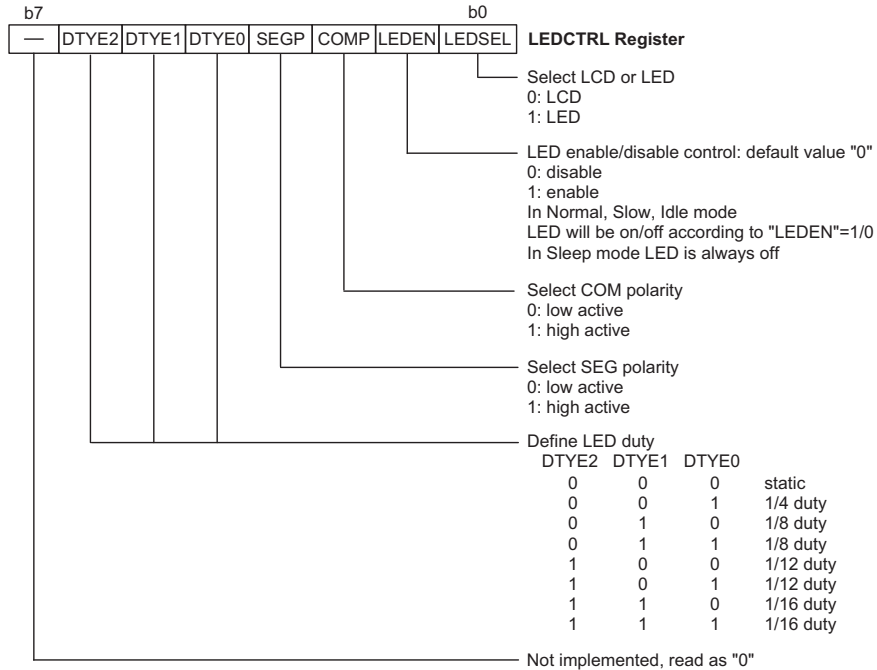 b7 b0
— DTYE2 DTYE1 DTYE0 SEGP COMP LEDEN LEDSEL LEDCTRL Register
Select LCD or LED
0: LCD
1: LED
LED enable/disable control: default value "0"
0: disable
1: enable
In Normal, Slow, Idle mode
LED will be on/off according to "LEDEN"=1/0
In Sleep mode LED is always off
Select COM polarity
0: low active
1: high active
Select SEG polarity
0: low active
1: high active
Define LED duty
DTYE2 DTYE1 DTYE0
0 0 0 static
0 0 1 1/4 duty
0 1 0 1/8 duty
0 1 1 1/8 duty
1 0 0 1/12 duty
1 0 1 1/12 duty
1 1 0 1/16 duty
1 1 1 1/16 duty
Not implemented, read as "0"